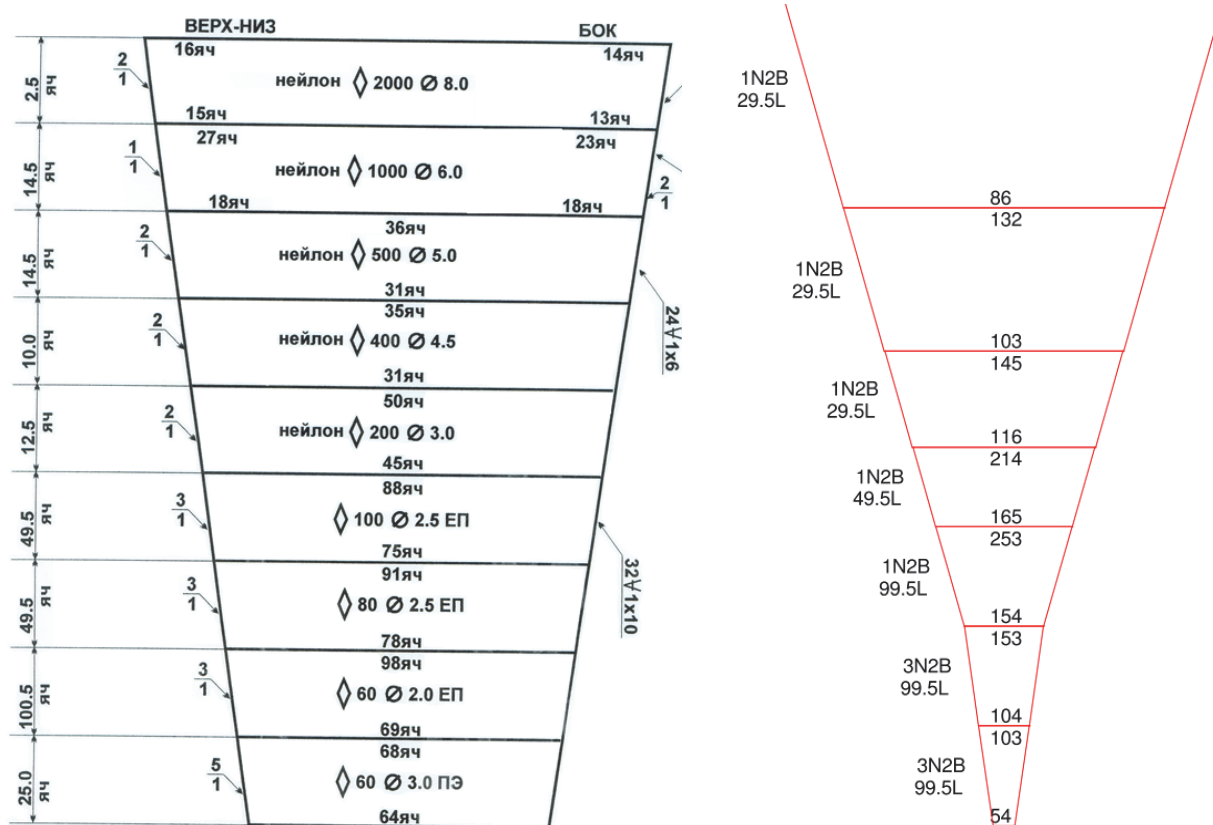 ВЕРХ-НИЗ БОК
16яч 14яч
2/1
2.5 яч
нейлон ◊ 2000 Ø 8.0
15яч 13яч
27яч 23яч
1/1
14.5 яч
нейлон ◊ 1000 Ø 6.0
2/1
18яч 18яч
36яч
2/1
14.5 яч
нейлон ◊ 500 Ø 5.0
31яч
35яч
2/1
10.0 яч
нейлон ◊ 400 Ø 4.5
24 1x6
31яч
50яч
2/1
12.5 яч
нейлон ◊ 200 Ø 3.0
45яч
88яч
3/1
49.5 яч
◊ 100 Ø 2.5 ЕП
75яч
91яч
3/1
49.5 яч
◊ 80 Ø 2.5 ЕП
32 1x10
78яч
98яч
3/1
100.5 яч
◊ 60 Ø 2.0 ЕП
69яч
68яч
5/1
25.0 яч
◊ 60 Ø 3.0 ПЭ
64яч
1N2B
29.5L
86
132
1N2B
29.5L
103
145
1N2B
29.5L
116
214
1N2B
49.5L
165
253
1N2B
99.5L
154
153
3N2B
99.5L
104
103
3N2B
99.5L
54